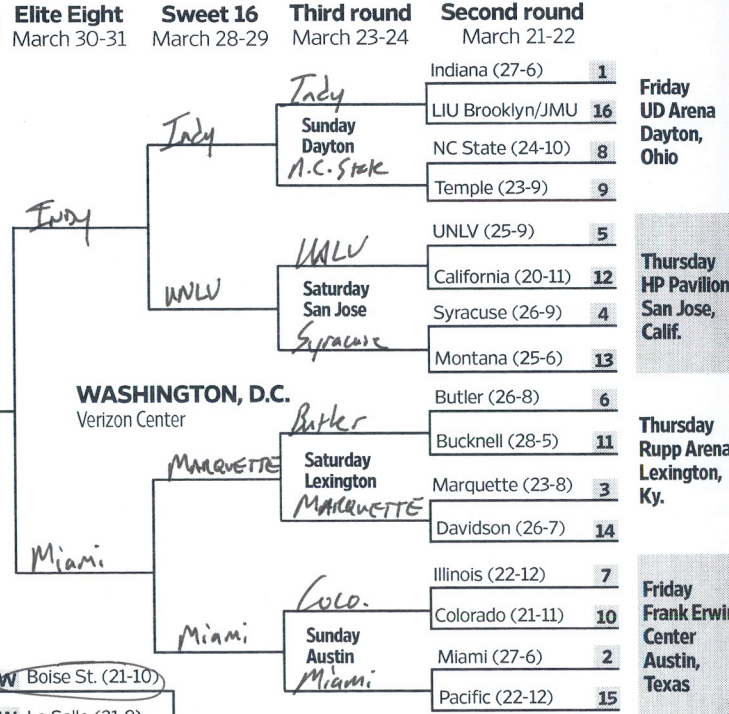 Elite Eight Sweet 16 Third round Second round
March 30-31 March 28-29 March 23-24 March 21-22
Indiana (27-6) 1
Indy
LIU Brooklyn/JMU 16
Friday
UD Arena
Dayton,
Ohio
Indy
Sunday
Dayton
NC State (24-10) 8
N.C. State
Temple (23-9) 9
INDY
UNLV (25-9) 5
UNLV
California (20-11) 12
Thursday
HP Pavilion
San Jose,
Calif.
UNLV
Saturday
San Jose
Syracuse (26-9) 4
Syracuse
Montana (25-6) 13
WASHINGTON, D.C.
Verizon Center
Butler (26-8) 6
Butler
Bucknell (28-5) 11
Thursday
Rupp Arena
Lexington,
Ky.
MARQUETTE
Saturday
Lexington
Marquette (23-8) 3
MARQUETTE
Davidson (26-7) 14
Miami
Illinois (22-12) 7
Colo.
Colorado (21-11) 10
Friday
Frank Erwi
Center
Austin,
Texas
Miami
Sunday
Austin
Miami (27-6) 2
Miami
Pacific (22-12) 15
W Boise St. (21-10)